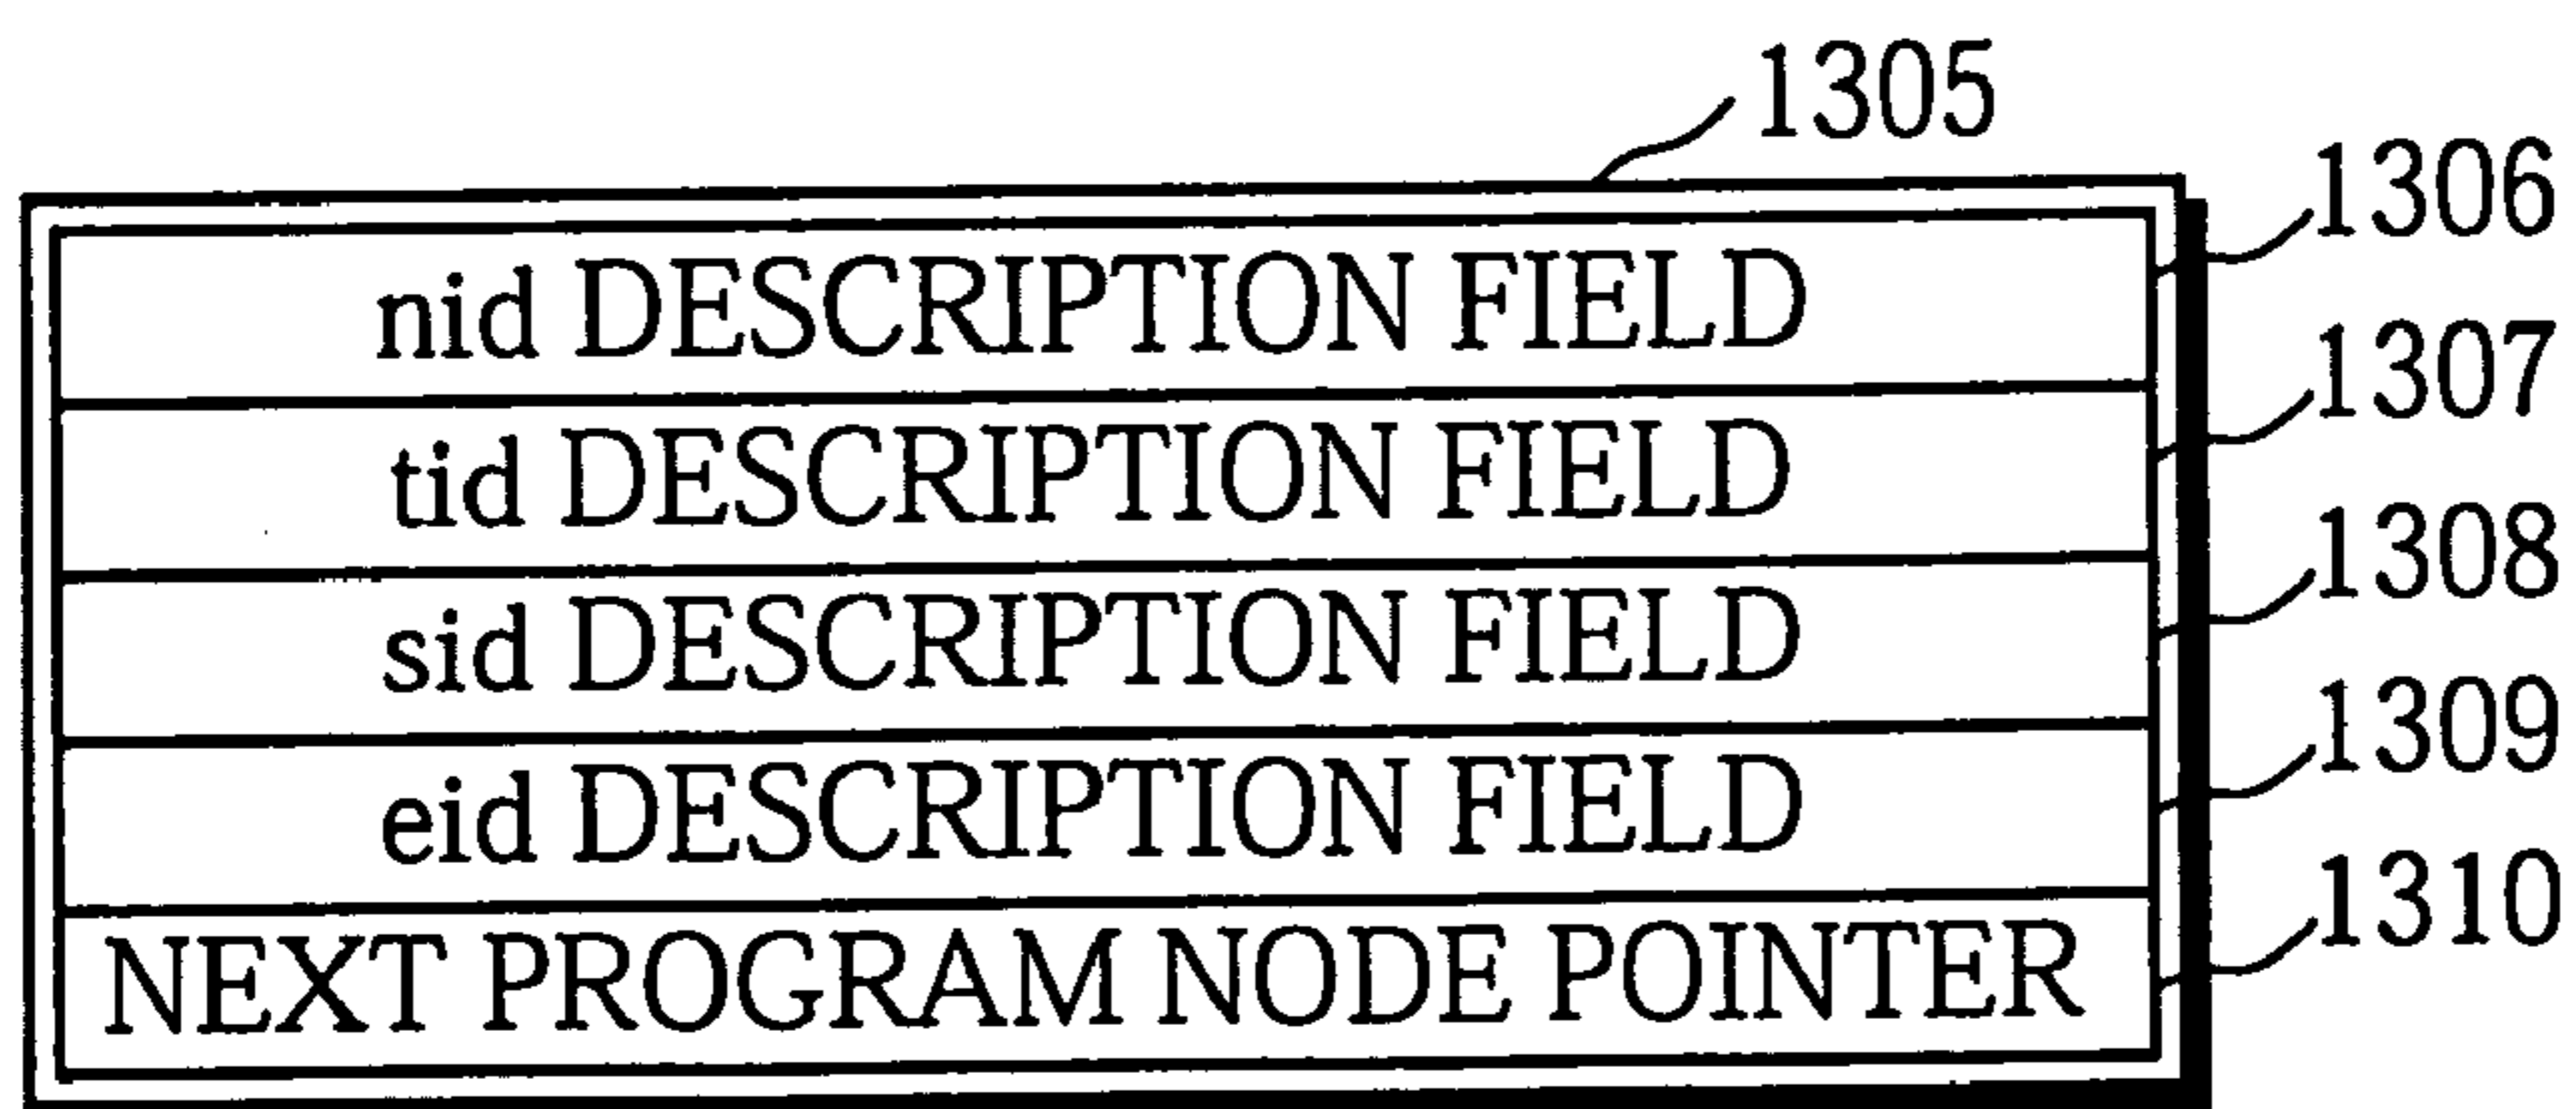 1305
nid DESCRIPTION FIELD 1306
tid DESCRIPTION FIELD 1307
sid DESCRIPTION FIELD 1308
eid DESCRIPTION FIELD 1309
NEXT PROGRAM NODE POINTER 1310